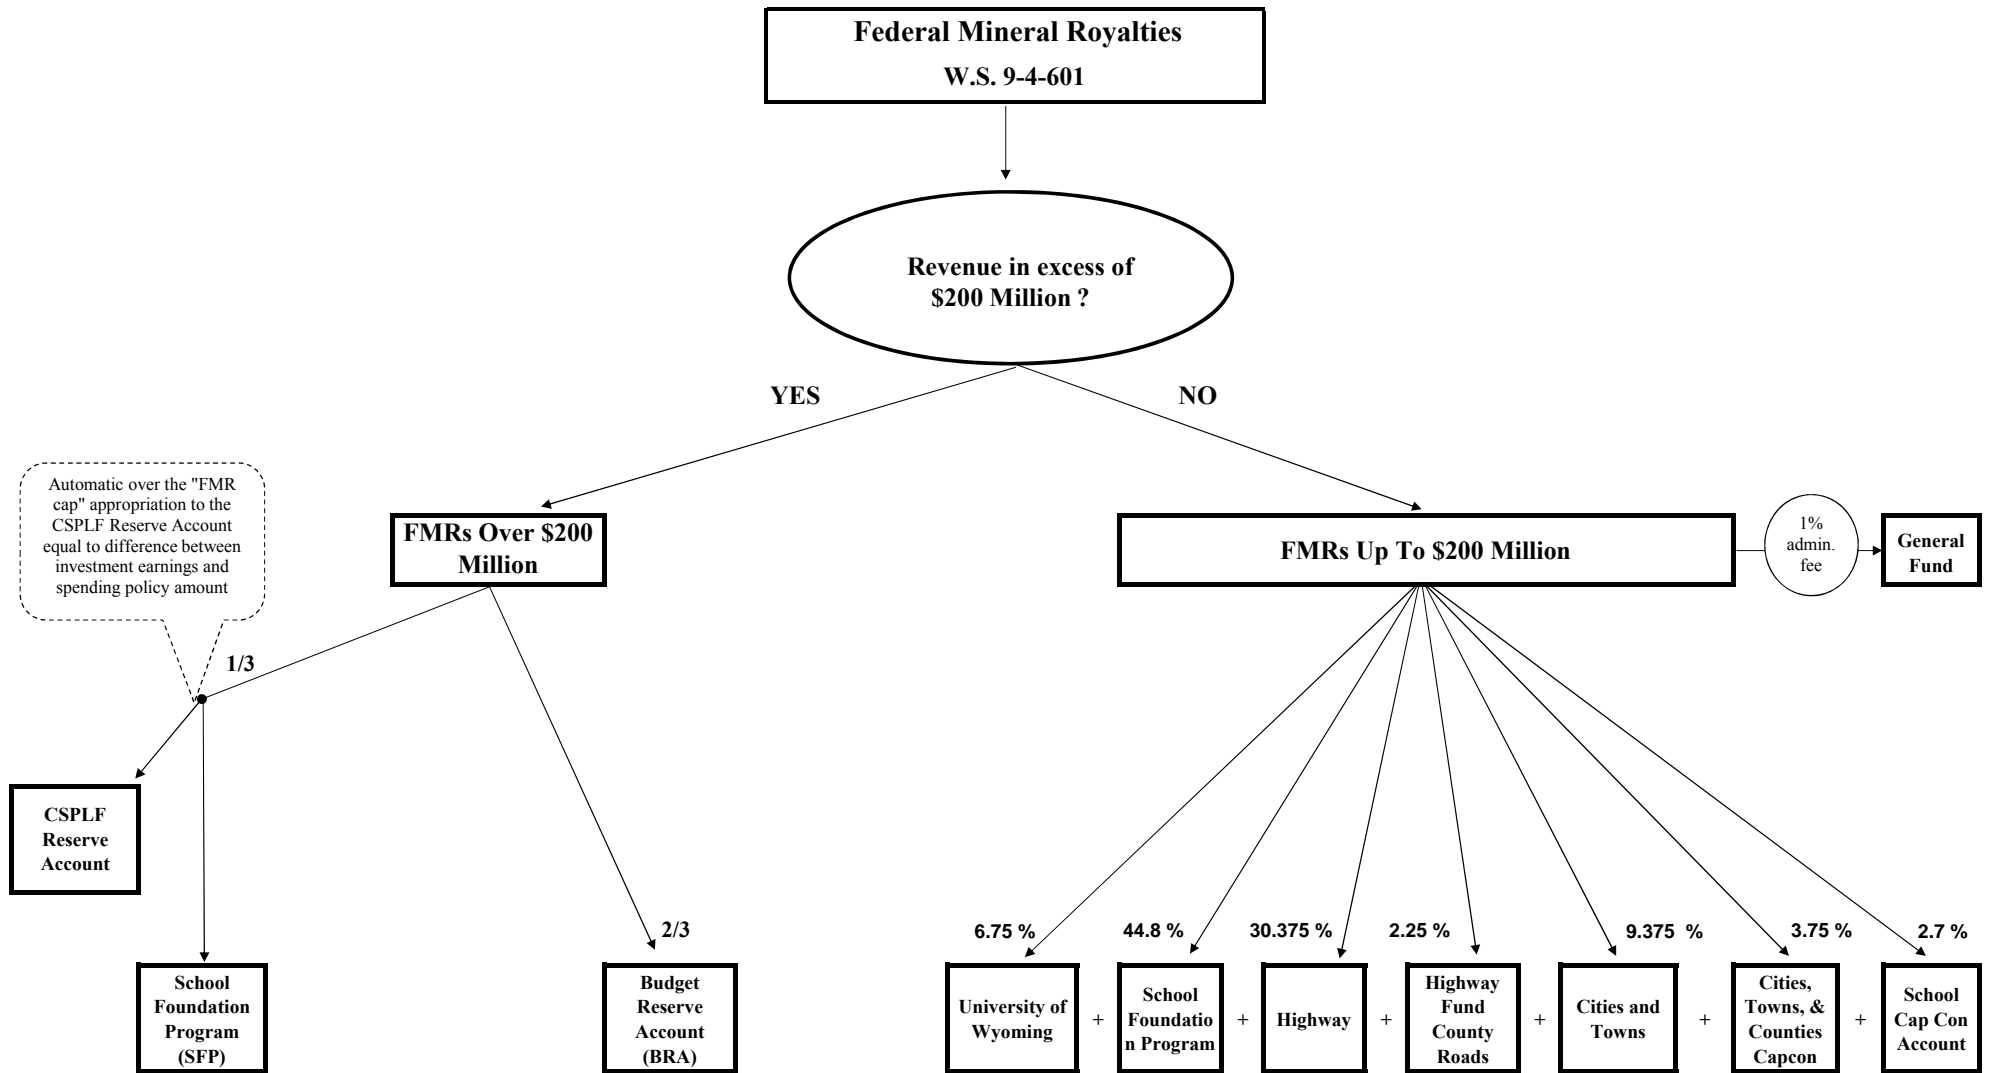 Federal Mineral Royalties
W.S. 9-4-601
Revenue in excess of
$200 Million ?
YES
NO
Automatic over the "FMR
cap" appropriation to the
CSPLF Reserve Account
equal to difference between
investment earnings and
spending policy amount
FMRs Over $200
Million
FMRs Up To $200 Million
1%
admin.
fee
General
Fund
1/3
CSPLF
Reserve
Account
2/3
6.75 %
44.8 %
30.375 %
2.25 %
9.375 %
3.75 %
2.7 %
School
Foundation
Program
(SFP)
Budget
Reserve
Account
(BRA)
University of
Wyoming
+
School
Foundatio
n Program
+
Highway
+
Highway
Fund
County
Roads
+
Cities and
Towns
+
Cities,
Towns, &
Counties
Capcon
+
School
Cap Con
Account